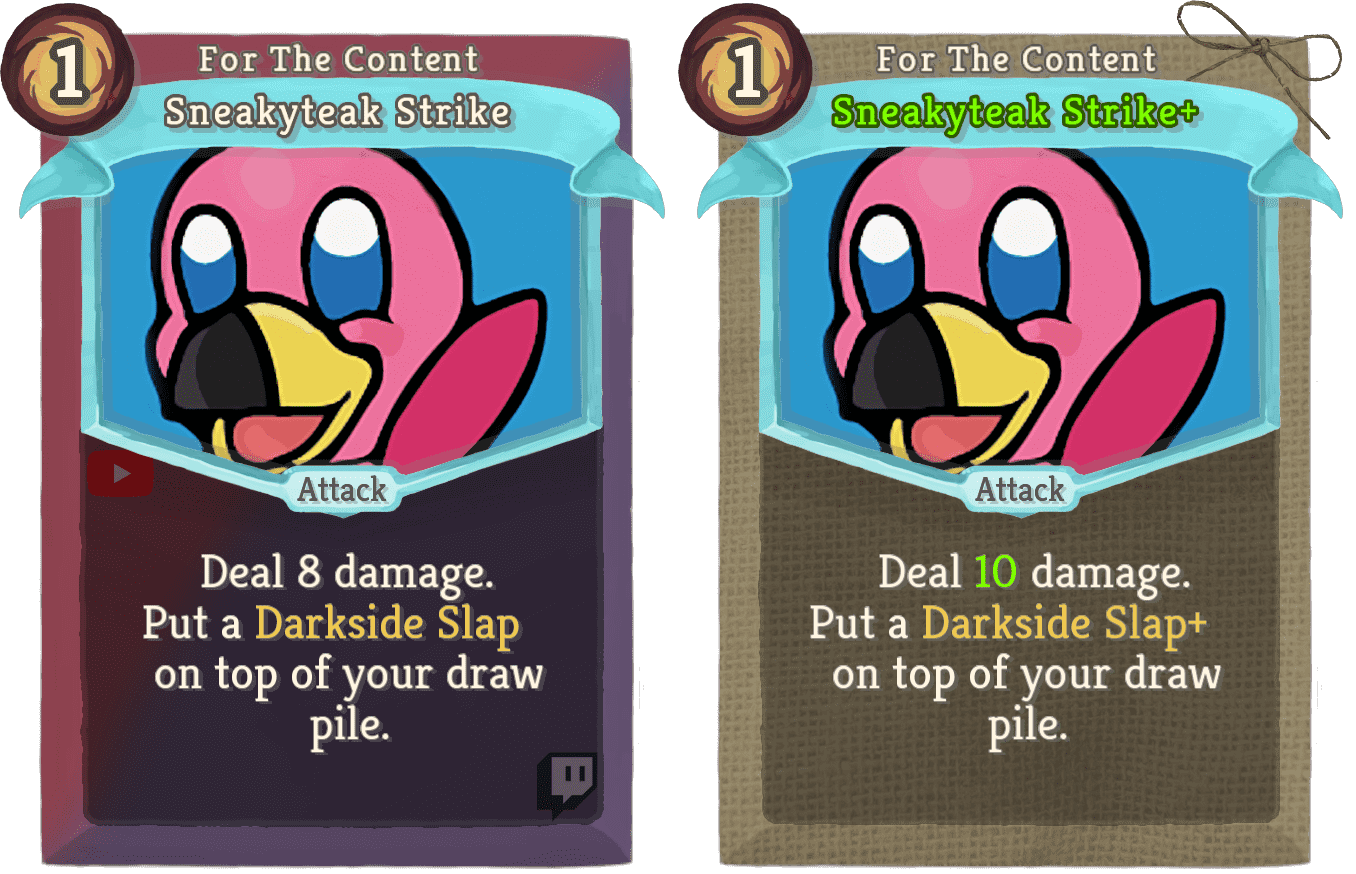 1
For The Content
Sneakyteak Strike
Attack
Deal 8 damage.
Put a Darkside Slap
on top of your draw
pile.
1
For The Content
Sneakyteak Strike+
Attack
Deal 10 damage.
Put a Darkside Slap+
on top of your draw
pile.